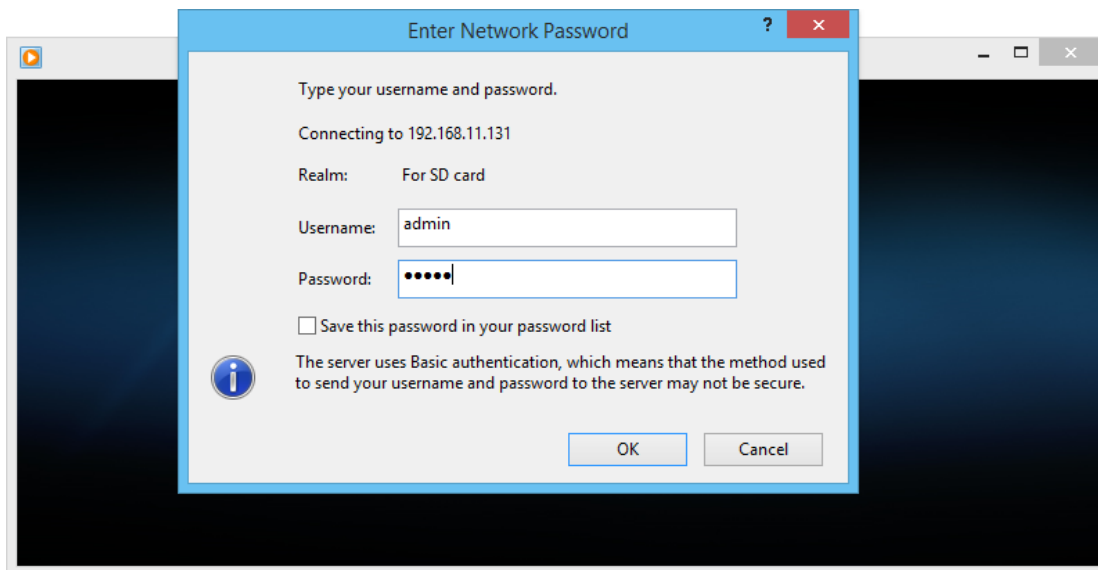 Enter Network Password
?
Type your username and password.
Connecting to 192.168.11.131
Realm: For SD card
Username: admin
Password: •••••
Save this password in your password list
The server uses Basic authentication, which means that the method used
to send your username and password to the server may not be secure.
OK Cancel